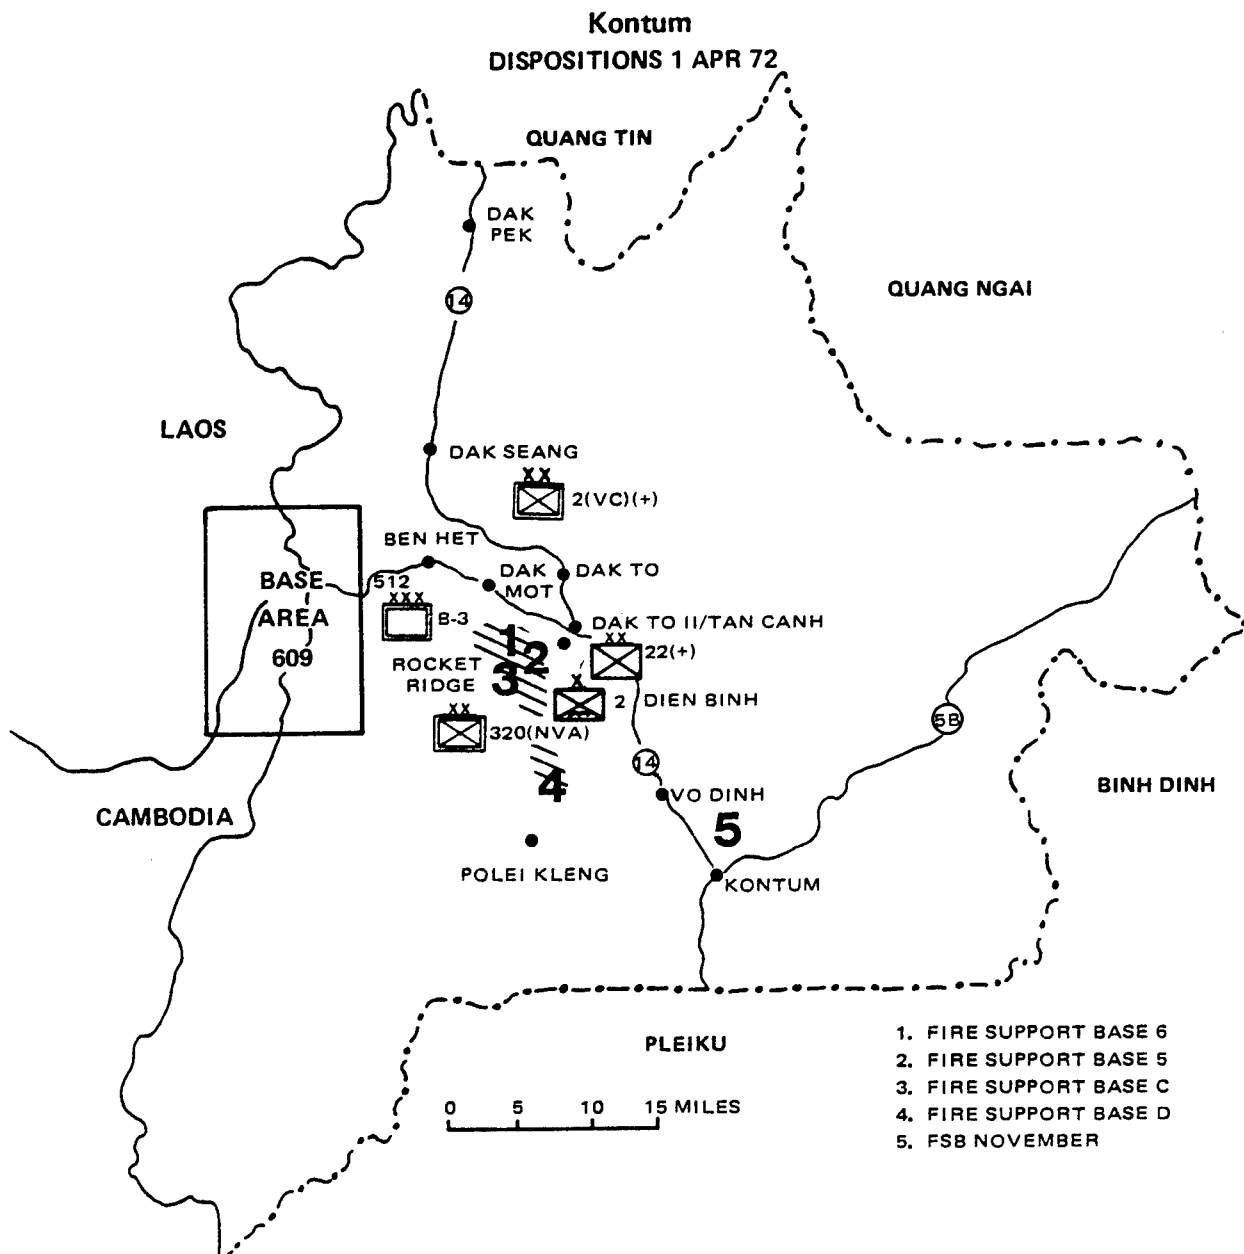 Kontum
DISPOSITIONS 1 APR 72
QUANG TIN
DAK
PEK
14
QUANG NGAI
LAOS
DAK SEANG
XX
2(VC)(+)
BEN HET
BASE
AREA
609
512
XXX
B-3
DAK
MOT
DAK TO
DAK TO II/TAN CANH
1
2
3
XX
22(+)
ROCKET
RIDGE
X
2
DIEN BINH
XX
320(NVA)
5B
14
4
VO DINH
BINH DINH
CAMBODIA
5
POLEI KLENG
KONTUM
PLEIKU
0 5 10 15 MILES
1. FIRE SUPPORT BASE 6
2. FIRE SUPPORT BASE 5
3. FIRE SUPPORT BASE C
4. FIRE SUPPORT BASE D
5. FSB NOVEMBER